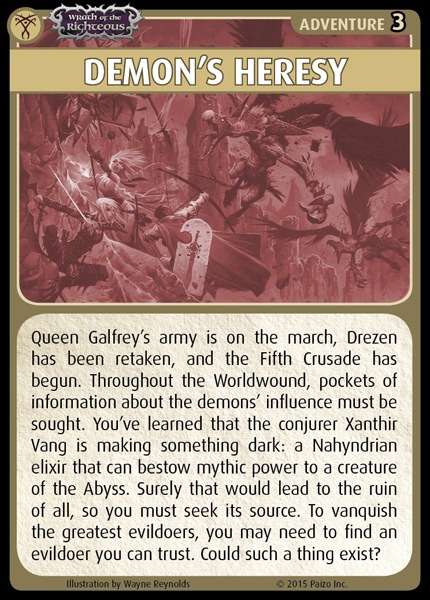 Wrath of the
Righteous
ADVENTURE 3
DEMON'S HERESY
Queen Galfrey's army is on the march, Drezen
has been retaken, and the Fifth Crusade has
begun. Throughout the Worldwound, pockets of
information about the demons' influence must be
sought. You've learned that the conjurer Xanthir
Vang is making something dark: a Nahyndrian
elixir that can bestow mythic power to a creature
of the Abyss. Surely that would lead to the ruin
of all, so you must seek its source. To vanquish
the greatest evildoers, you may need to find an
evildoer you can trust. Could such a thing exist?
Illustration by Wayne Reynolds © 2015 Paizo Inc.